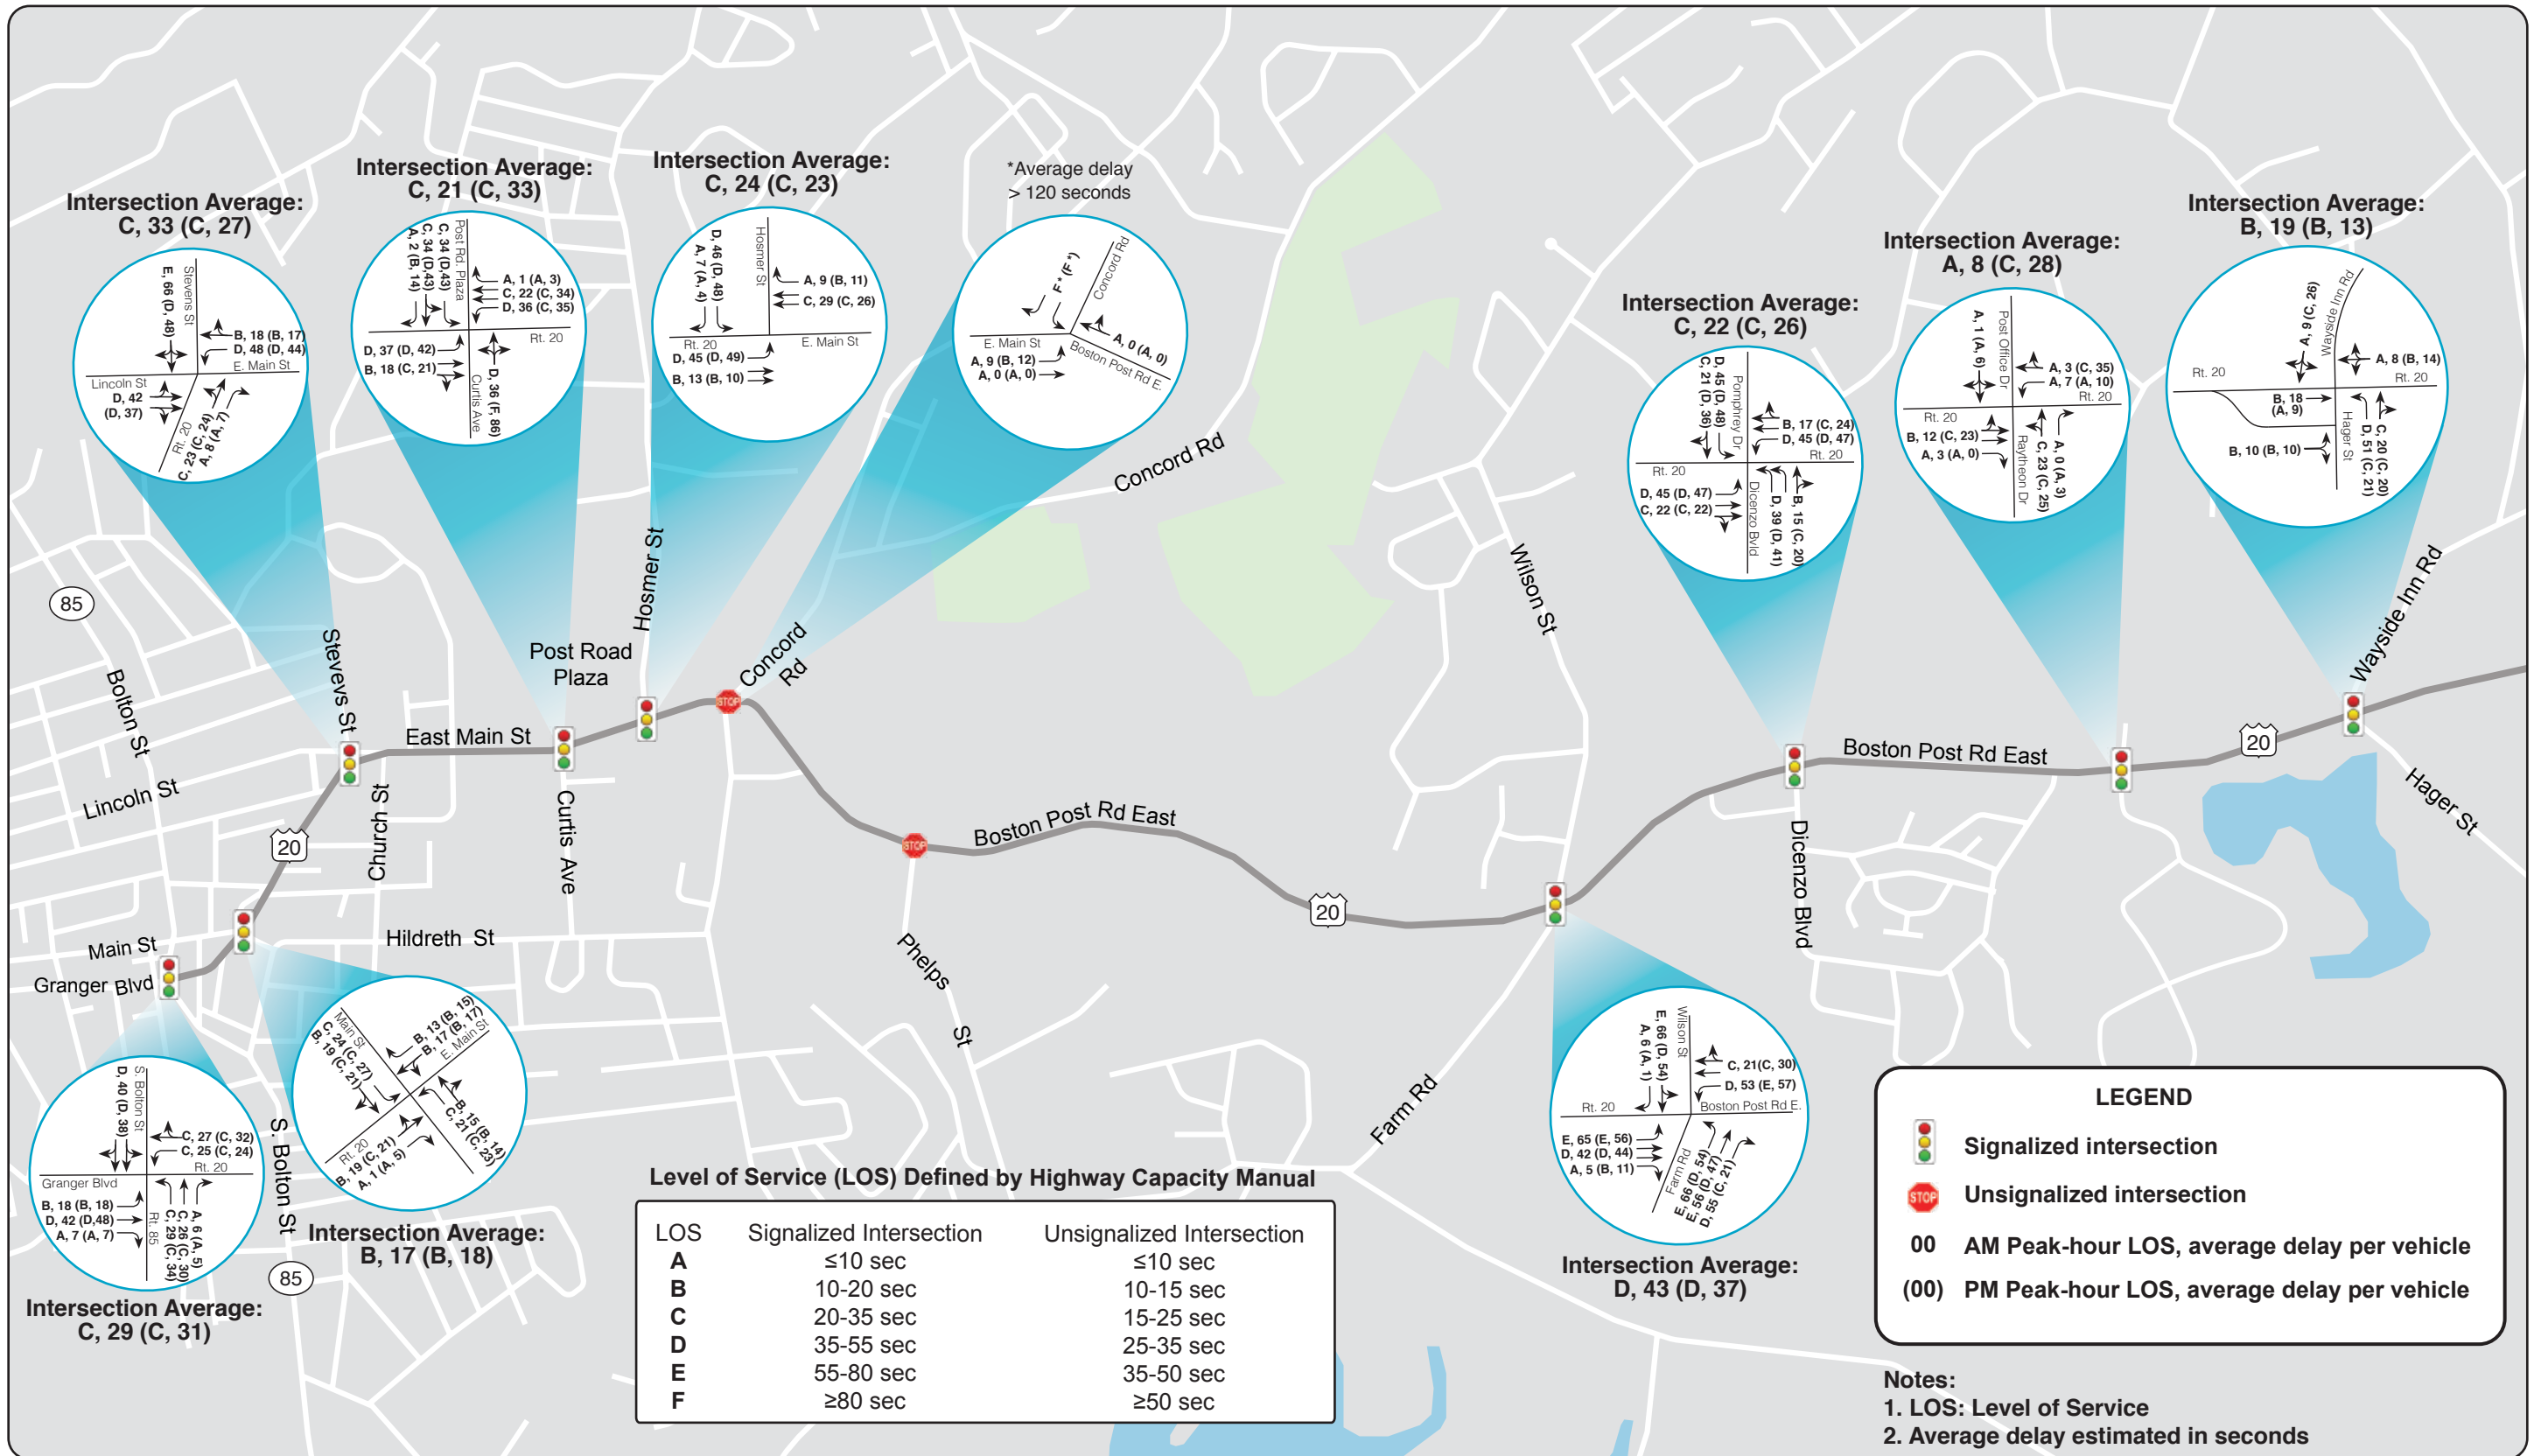 Intersection Average:
C, 33 (C, 27)
E, 66 (D, 48)
Stevens St
B, 18 (B, 17)
D, 48 (D, 44)
E. Main St
Lincoln St
D, 42
(D, 37)
Rt. 20
C, 23 (C, 24)
A, 8 (A, 7)
Intersection Average:
C, 21 (C, 33)
A, 2 (B, 14)
C, 34 (D,43)
C, 34 (D,43)
Post Rd. Plaza
A, 1 (A, 3)
C, 22 (C, 34)
D, 36 (C, 35)
Rt. 20
D, 37 (D, 42)
B, 18 (C, 21)
Curtis Ave
D, 36 (F, 86)
Intersection Average:
C, 24 (C, 23)
A, 7 (A, 4)
D, 46 (D, 48)
Hosmer St
A, 9 (B, 11)
C, 29 (C, 26)
Rt. 20
E. Main St
D, 45 (D, 49)
B, 13 (B, 10)
*Average delay
> 120 seconds
F* (F*)
Concord Rd
A, 0 (A, 0)
E. Main St
Boston Post Rd E.
A, 9 (B, 12)
A, 0 (A, 0)
Intersection Average:
C, 22 (C, 26)
C, 21 (D, 36)
D, 45 (D, 48)
Pomphrey Dr
B, 17 (C, 24)
D, 45 (D, 47)
Rt. 20
Rt. 20
D, 45 (D, 47)
C, 22 (C, 22)
Dicenzo Bvld
D, 39 (D, 41)
B, 15 (C, 20)
Intersection Average:
A, 8 (C, 28)
A, 1 (A, 6)
Post Office Dr
A, 3 (C, 35)
A, 7 (A, 10)
Rt. 20
Rt. 20
B, 12 (C, 23)
A, 3 (A, 0)
Raytheon Dr
C, 23 (C, 25)
A, 0 (A, 3)
Intersection Average:
B, 19 (B, 13)
A, 9 (C, 26)
Wayside Inn Rd
A, 8 (B, 14)
Rt. 20
Rt. 20
B, 18
(A, 9)
B, 10 (B, 10)
Hager St
D, 51 (C, 21)
C, 20 (C, 20)
85
Bolton St
Lincoln St
Stevevs St
Church St
East Main St
Post Road
Plaza
Curtis Ave
Hosmer St
Concord
Rd
Concord Rd
STOP
STOP
20
Boston Post Rd East
20
Phelps
St
Wilson St
Farm Rd
Dicenzo Blvd
Boston Post Rd East
20
Wayside Inn Rd
Hager St
Main St
Granger Blvd
Hildreth St
S. Bolton St
85
D, 40 (D, 38)
S. Bolton St
C, 27 (C, 32)
C, 25 (C, 24)
Rt. 20
Granger Blvd
B, 18 (B, 18)
D, 42 (D,48)
A, 7 (A, 7)
Rt. 85
C, 29 (C, 34)
C, 26 (C, 30)
A, 6 (A, 5)
Intersection Average:
C, 29 (C, 31)
Main St
C, 24 (C, 27)
B, 19 (C, 21)
B, 13 (B, 15)
B, 17 (B, 17)
E. Main St
Rt. 20
B, 19 (C, 21)
A, 1 (A, 5)
B, 15 (B, 14)
C, 21 (C, 23)
Intersection Average:
B, 17 (B, 18)
A, 6 (A, 1)
E, 66 (D, 54)
Wilson St
C, 21(C, 30)
D, 53 (E, 57)
Rt. 20
Boston Post Rd E.
E, 65 (E, 56)
D, 42 (D, 44)
A, 5 (B, 11)
Farm Rd
E, 66 (D, 54)
E, 56 (D, 47)
D, 55 (C, 21)
Intersection Average:
D, 43 (D, 37)
Level of Service (LOS) Defined by Highway Capacity Manual
LOS Signalized Intersection Unsignalized Intersection
A ≤10 sec ≤10 sec
B 10-20 sec 10-15 sec
C 20-35 sec 15-25 sec
D 35-55 sec 25-35 sec
E 55-80 sec 35-50 sec
F ≥80 sec ≥50 sec
LEGEND
Signalized intersection
STOP Unsignalized intersection
00 AM Peak-hour LOS, average delay per vehicle
(00) PM Peak-hour LOS, average delay per vehicle
Notes:
1. LOS: Level of Service
2. Average delay estimated in seconds